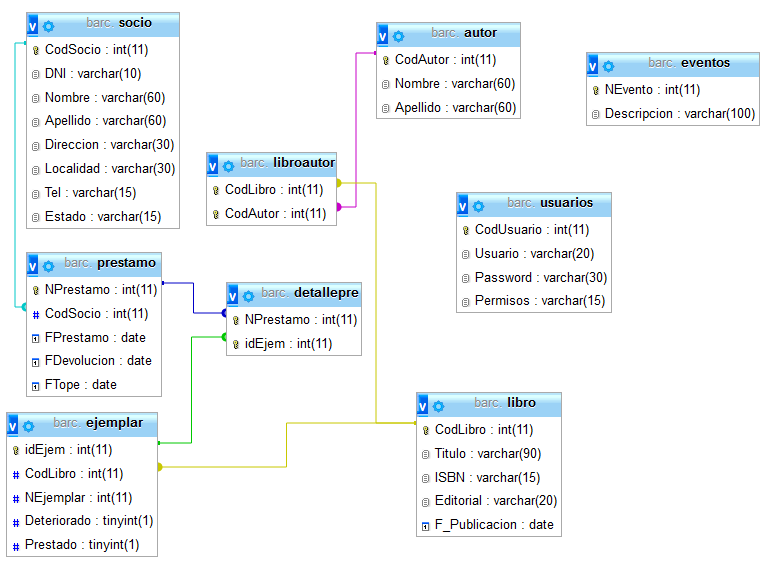 barc. socio
CodSocio : int(11)
DNI : varchar(10)
Nombre : varchar(60)
Apellido : varchar(60)
Direccion : varchar(30)
Localidad : varchar(30)
Tel : varchar(15)
Estado : varchar(15)
barc. autor
CodAutor : int(11)
Nombre : varchar(60)
Apellido : varchar(60)
barc. eventos
NEvento : int(11)
Descripcion : varchar(100)
barc. libroautor
CodLibro : int(11)
CodAutor : int(11)
barc. usuarios
CodUsuario : int(11)
Usuario : varchar(20)
Password : varchar(30)
Permisos : varchar(15)
barc. prestamo
NPrestamo : int(11)
CodSocio : int(11)
FPrestamo : date
FDevolucion : date
FTope : date
barc. detallepre
NPrestamo : int(11)
idEjem : int(11)
barc. ejemplar
idEjem : int(11)
CodLibro : int(11)
NEjemplar : int(11)
Deteriorado : tinyint(1)
Prestado : tinyint(1)
barc. libro
CodLibro : int(11)
Titulo : varchar(90)
ISBN : varchar(15)
Editorial : varchar(20)
F_Publicacion : date